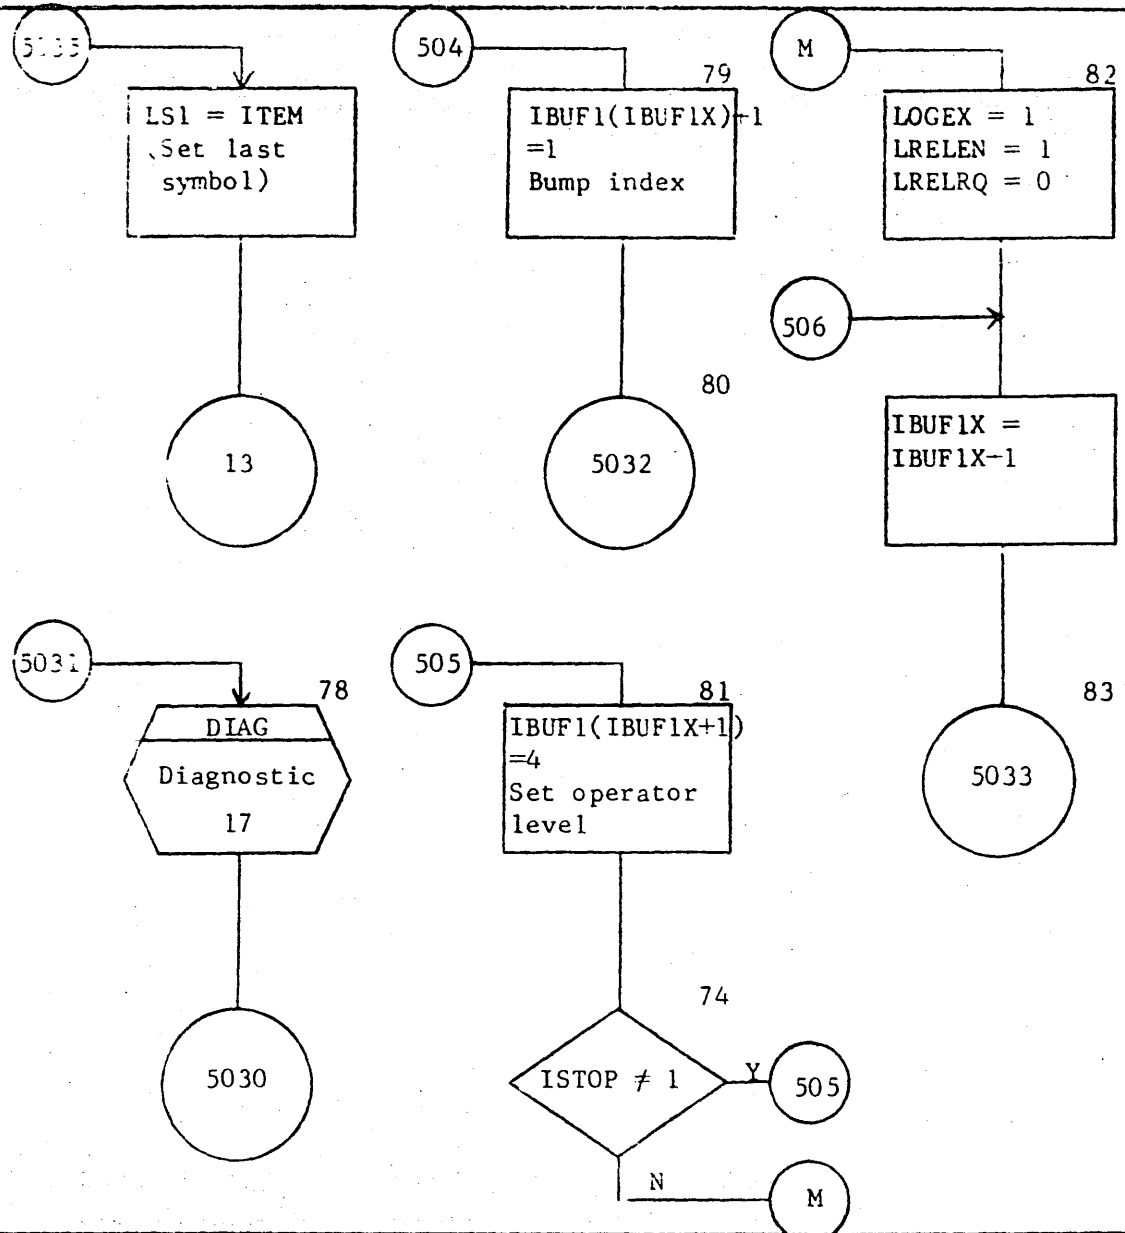 LS1 = ITEM
Set last
symbol)
13
504
79
IBUF1(IBUF1X)+1
=1
Bump index
80
5032
M
82
LOGEX = 1
LRELEN = 1
LRELRQ = 0
506
IBUF1X =
IBUF1X-1
83
5033
5031
78
DIAG
Diagnostic
17
5030
505
81
IBUF1(IBUF1X+1)
=4
Set operator
level
74
ISTOP ≠ 1
Y
505
N
M